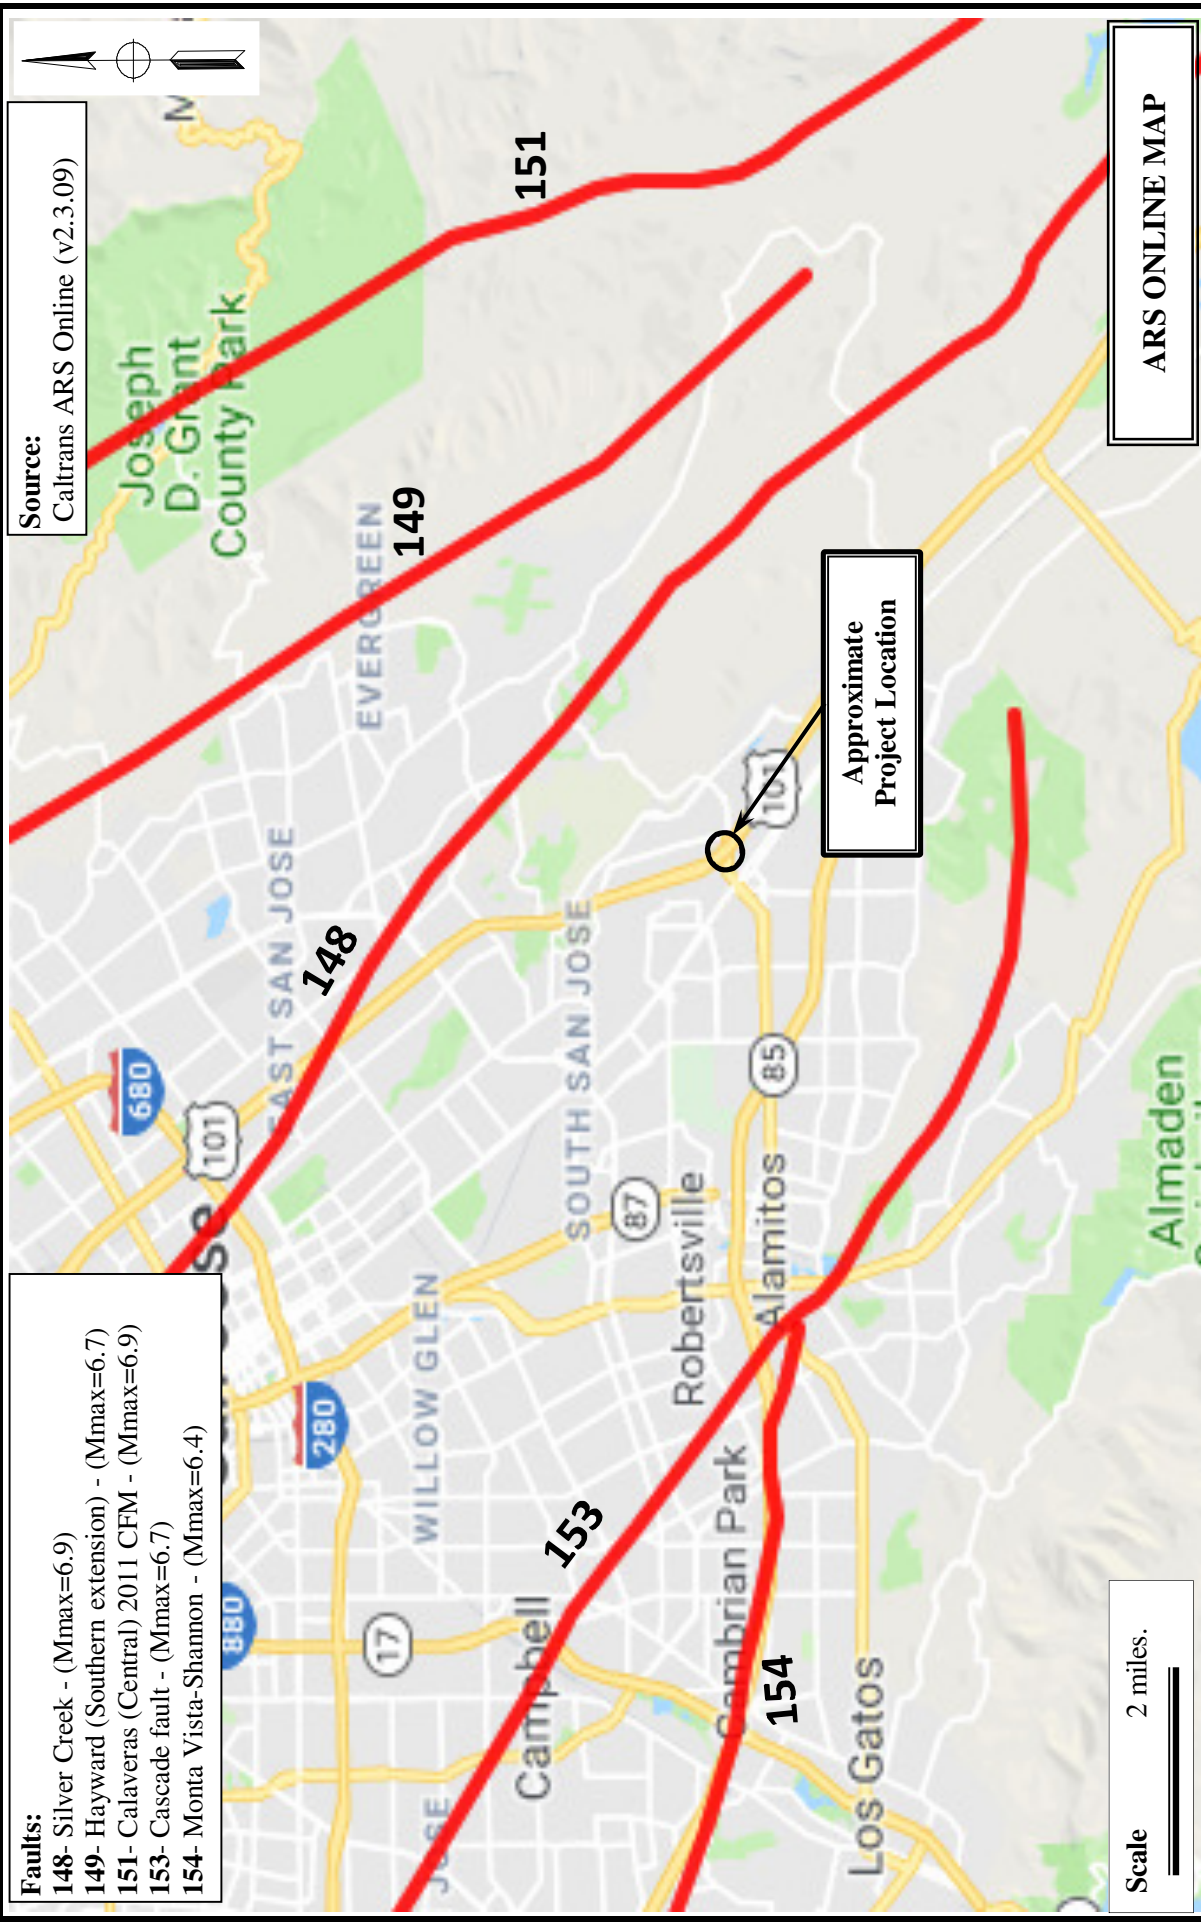 Faults:
148- Silver Creek - (Mmax=6.9)
149- Hayward (Southern extension) - (Mmax=6.7)
151- Calaveras (Central) 2011 CFM - (Mmax=6.9)
153- Cascade fault - (Mmax=6.7)
154- Monta Vista-Shannon - (Mmax=6.4)
Source:
Caltrans ARS Online (v2.3.09)
M
Joseph
D. Grant
County Park
680
101
EAST SAN JOSE
148
EVERGREEN
149
151
280
880
17
WILLOW GLEN
153
Campbell
SOUTH SAN JOSE
87
Robertsville
Cambrian Park
154
Alamitos
85
101
Approximate
Project Location
Los Gatos
Almaden
Scale
2 miles.
ARS ONLINE MAP